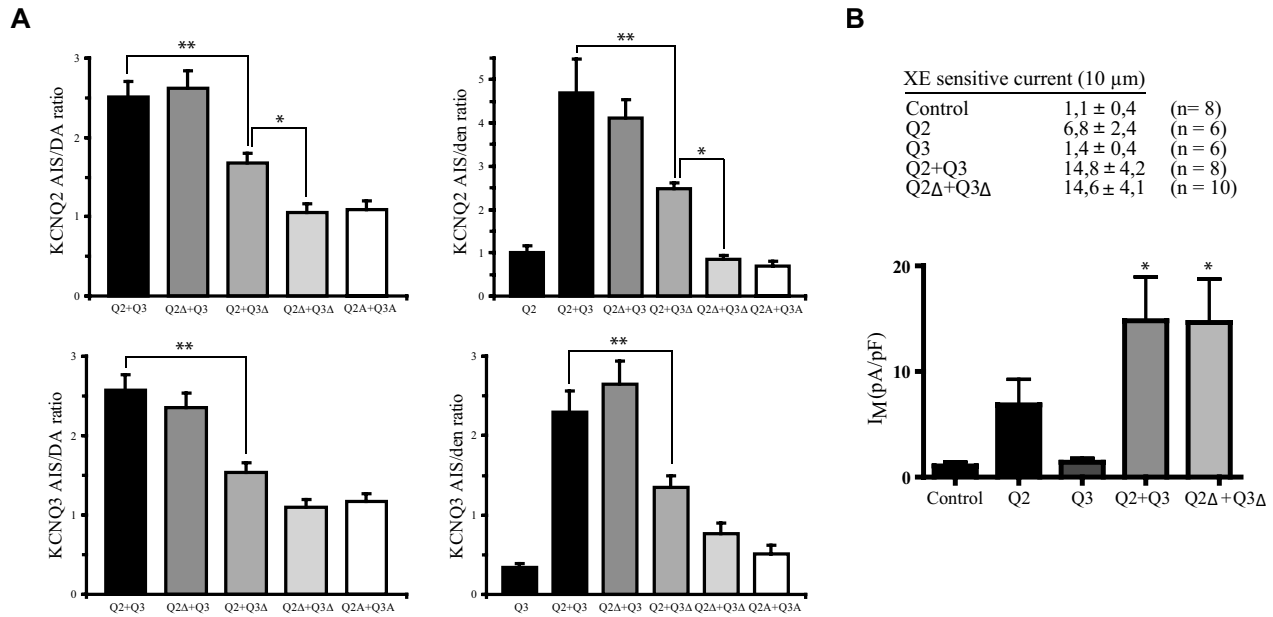 A
B
**
*
KCNQ2 AIS/DA ratio
3
2
1
0
Q2+Q3
Q2Δ+Q3
Q2+Q3Δ
Q2Δ+Q3Δ
Q2A+Q3A
**
*
KCNQ2 AIS/den ratio
5
4
3
2
1
0
Q2
Q2+Q3
Q2Δ+Q3
Q2+Q3Δ
Q2Δ+Q3Δ
Q2A+Q3A
**
KCNQ3 AIS/DA ratio
3
2
1
0
Q2+Q3
Q2Δ+Q3
Q2+Q3Δ
Q2Δ+Q3Δ
Q2A+Q3A
**
KCNQ3 AIS/den ratio
3
2
1
0
Q3
Q2+Q3
Q2Δ+Q3
Q2+Q3Δ
Q2Δ+Q3Δ
Q2A+Q3A
XE sensitive current (10 µm)
Control 1,1 ± 0,4 (n= 8)
Q2 6,8 ± 2,4 (n = 6)
Q3 1,4 ± 0,4 (n = 6)
Q2+Q3 14,8 ± 4,2 (n = 8)
Q2Δ+Q3Δ 14,6 ± 4,1 (n = 10)
IM(pA/pF)
20
10
0
*
*
Control
Q2
Q3
Q2+Q3
Q2Δ+Q3Δ